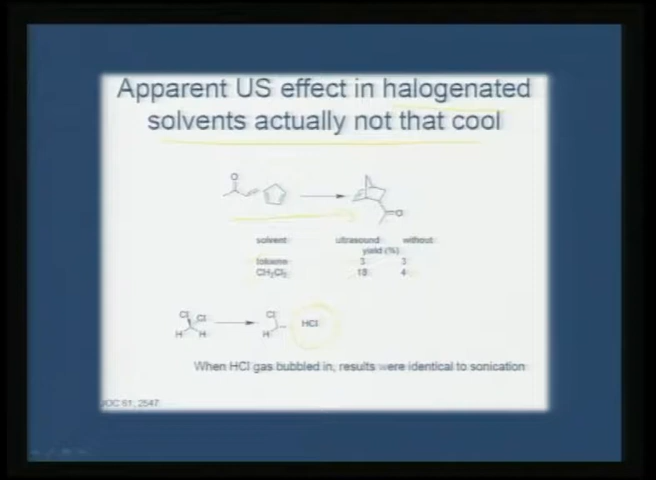 Apparent US effect in halogenated
solvents actually not that cool
O
O
solvent ultrasound without
yield (%)
toluene 3 3
CH2Cl2 18 4
Cl Cl
H H
Cl
H
HCl
When HCl gas bubbled in, results were identical to sonication
JOC 61, 2547